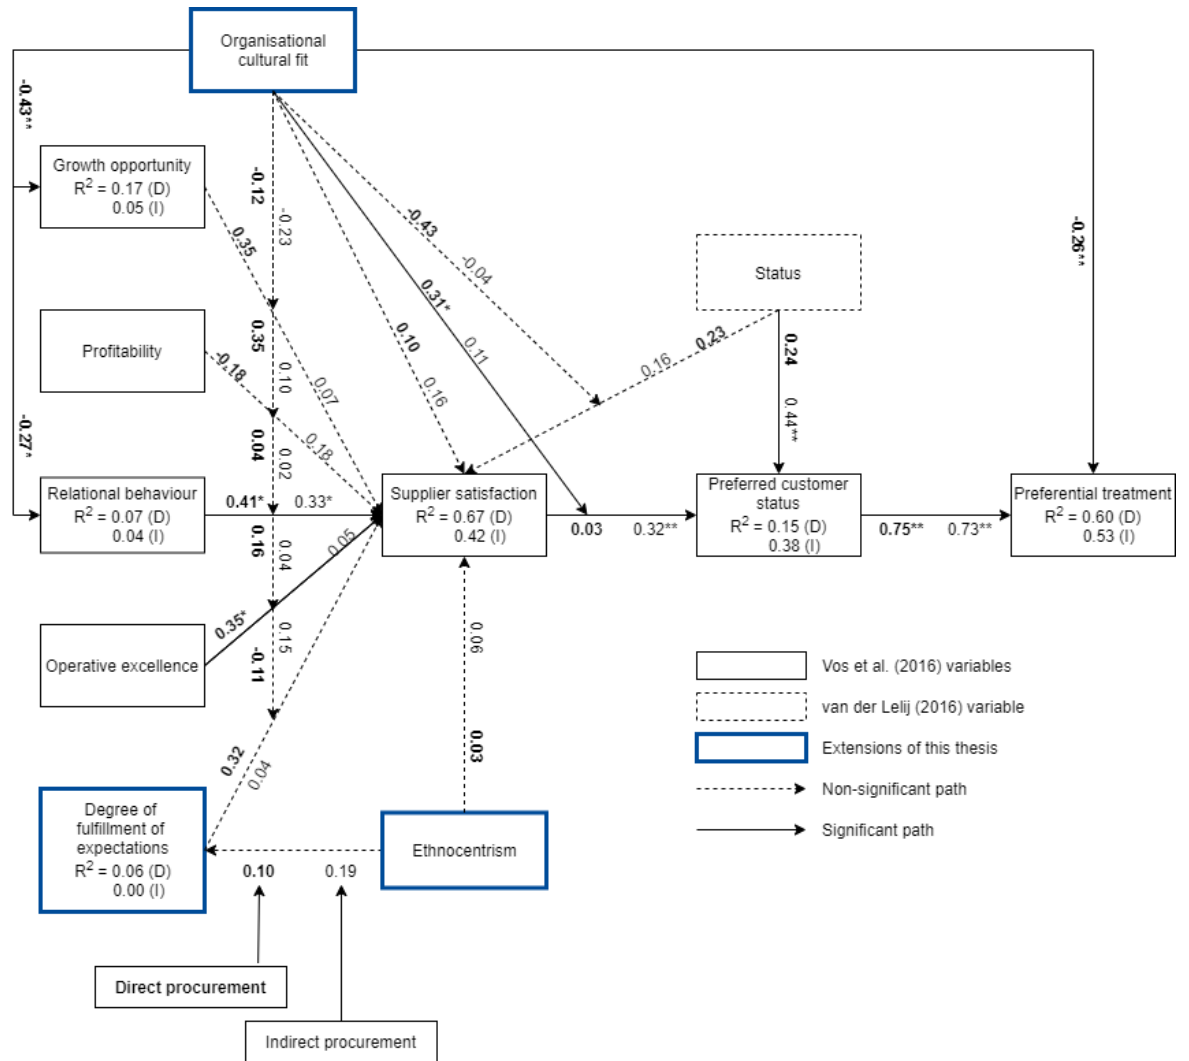 Organisational
cultural fit
-0.43**
Growth opportunity
R² = 0.17 (D)
0.05 (I)
-0.12
-0.23
0.35
-0.43
-0.04
Status
-0.26**
0.31*
0.11
0.10
0.16
0.23
0.16
0.24
0.44**
Profitability
-0.18
0.35
0.10
0.07
0.18
-0.27*
0.04
0.02
Relational behaviour
R² = 0.07 (D)
0.04 (I)
0.41*
0.33*
Supplier satisfaction
R² = 0.67 (D)
0.42 (I)
0.03
0.32**
Preferred customer
status
R² = 0.15 (D)
0.38 (I)
0.75**
0.73**
Preferential treatment
R² = 0.60 (D)
0.53 (I)
0.16
0.04
0.05
0.35*
Operative excellence
0.15
-0.11
0.06
0.03
0.32
0.04
Vos et al. (2016) variables
van der Lelij (2016) variable
Extensions of this thesis
Non-significant path
Significant path
Degree of
fulfillment of
expectations
R² = 0.06 (D)
0.00 (I)
Ethnocentrism
0.10
0.19
Direct procurement
Indirect procurement